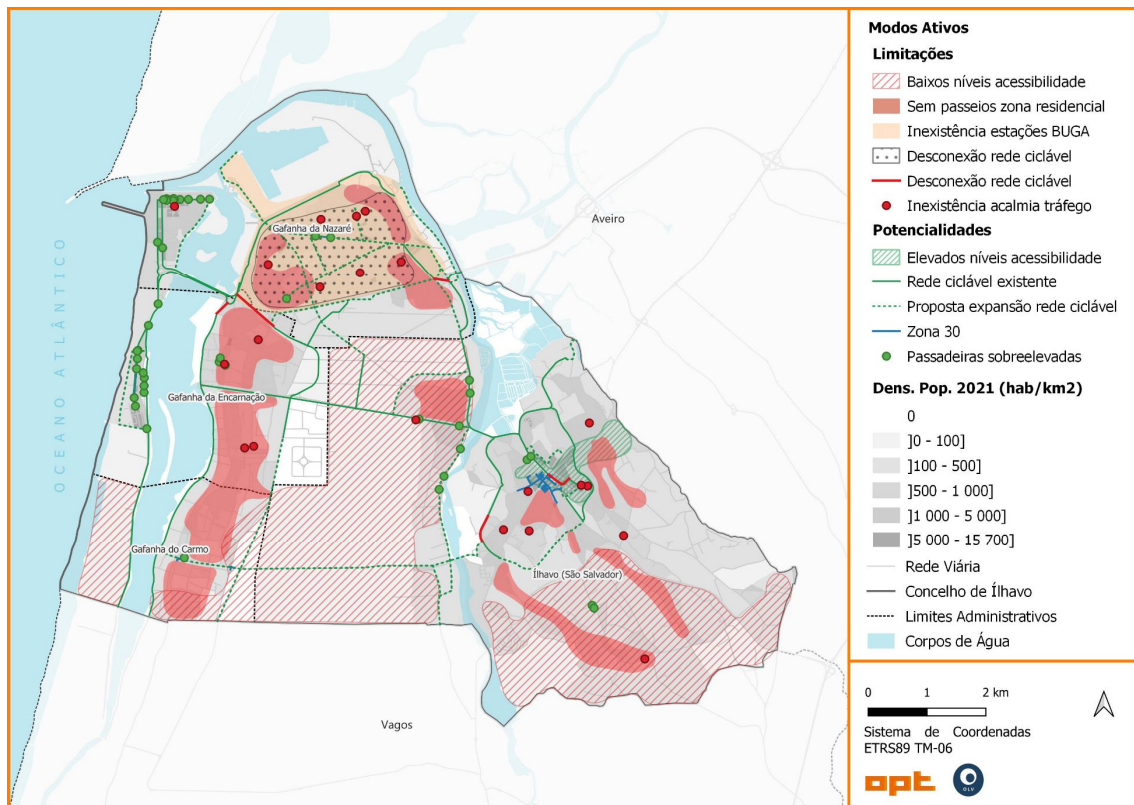 OCEANO ATLÂNTICO
Gafanha da Nazaré
Aveiro
Gafanha da Encarnação
Gafanha do Carmo
Ílhavo (São Salvador)
Vagos
Modos Ativos
Limitações
Baixos níveis acessibilidade
Sem passeios zona residencial
Inexistência estações BUGA
Desconexão rede ciclável
Desconexão rede ciclável
Inexistência acalmia tráfego
Potencialidades
Elevados níveis acessibilidade
Rede ciclável existente
Proposta expansão rede ciclável
Zona 30
Passadeiras sobreelevadas
Dens. Pop. 2021 (hab/km2)
0
]0 - 100]
]100 - 500]
]500 - 1 000]
]1 000 - 5 000]
]5 000 - 15 700]
Rede Viária
Concelho de Ílhavo
Limites Administrativos
Corpos de Água
0 1 2 km
Sistema de Coordenadas
ETRS89 TM-06
opt
OLV